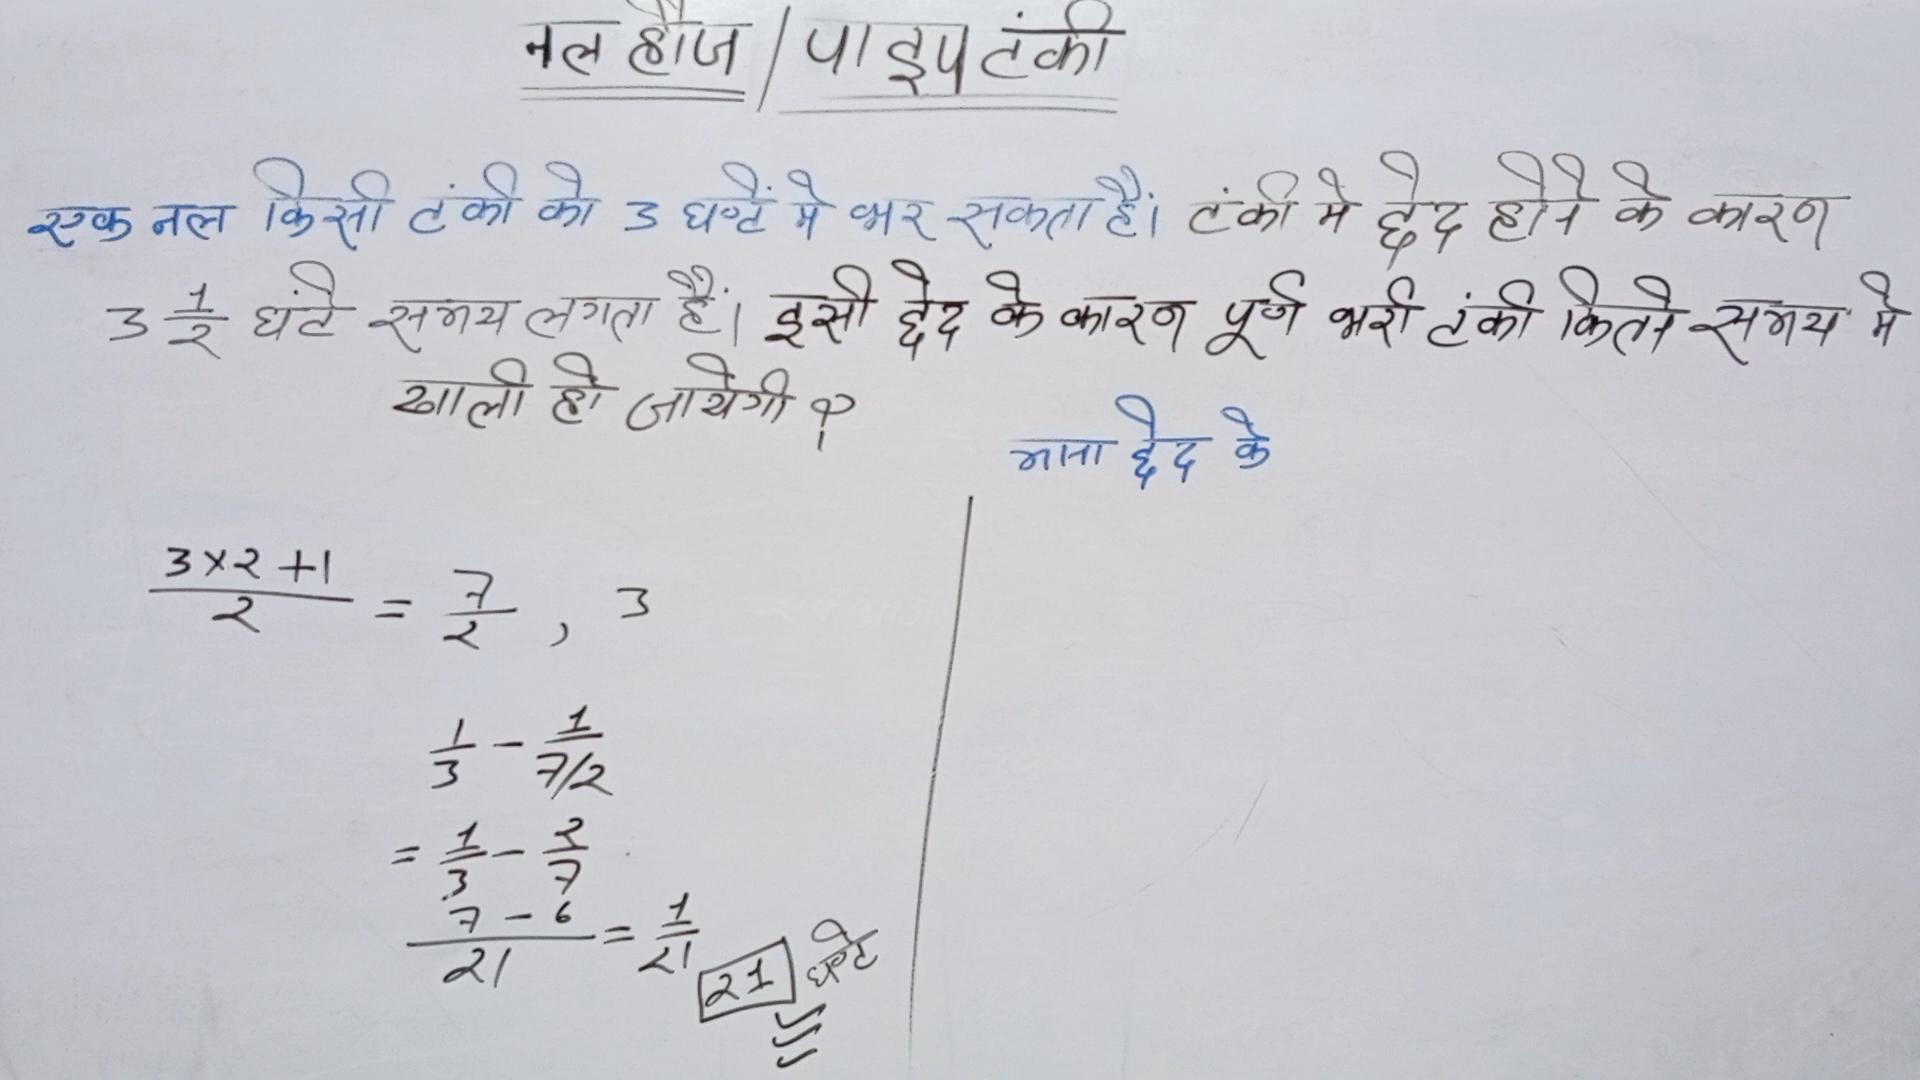 नल हौज / पाइप टंकी
एक नल किसी टंकी को 3 घण्टे मे भर सकता है। टंकी मे छेद होने के कारण
3 1/2 घंटे समय लगता हैं। इसी छेद के कारण पूर्ण भरी टंकी कितने समय मे
खाली हो जायेगी ?
माना छेद के
3×2+1/2 = 7/2 , 3
1/3 - 1/7/2
= 1/3 - 2/7
7-6/21 = 1/21
21 घण्टे